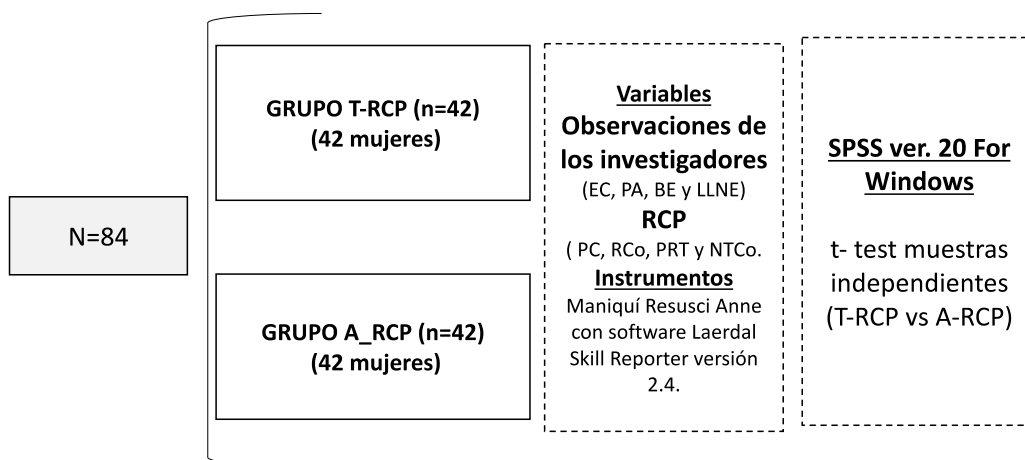 N=84
GRUPO T-RCP (n=42)
(42 mujeres)
GRUPO A_RCP (n=42)
(42 mujeres)
Variables
Observaciones de
los investigadores
(EC, PA, BE y LLNE)
RCP
( PC, RCo, PRT y NTCo.
Instrumentos
Maniquí Resusci Anne
con software Laerdal
Skill Reporter versión
2.4.
SPSS ver. 20 For
Windows
t- test muestras
independientes
(T-RCP vs A-RCP)